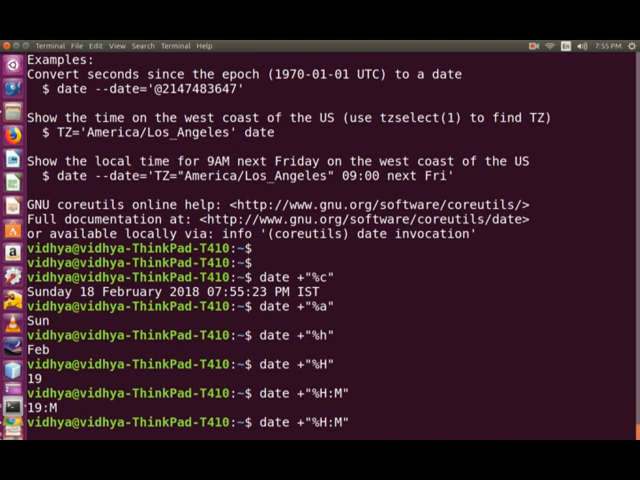 Terminal File Edit View Search Terminal Help En 7:55 PM
Examples:
Convert seconds since the epoch (1970-01-01 UTC) to a date
$ date --date='@2147483647'
Show the time on the west coast of the US (use tzselect(1) to find TZ)
$ TZ='America/Los_Angeles' date
Show the local time for 9AM next Friday on the west coast of the US
$ date --date='TZ="America/Los_Angeles" 09:00 next Fri'
GNU coreutils online help: <http://www.gnu.org/software/coreutils/>
Full documentation at: <http://www.gnu.org/software/coreutils/date>
or available locally via: info '(coreutils) date invocation'
vidhya@vidhya-ThinkPad-T410:~$
vidhya@vidhya-ThinkPad-T410:~$
vidhya@vidhya-ThinkPad-T410:~$ date +"%c"
Sunday 18 February 2018 07:55:23 PM IST
vidhya@vidhya-ThinkPad-T410:~$ date +"%a"
Sun
vidhya@vidhya-ThinkPad-T410:~$ date +"%h"
Feb
vidhya@vidhya-ThinkPad-T410:~$ date +"%H"
19
vidhya@vidhya-ThinkPad-T410:~$ date +"%H:M"
19:M
vidhya@vidhya-ThinkPad-T410:~$ date +"%H:M"